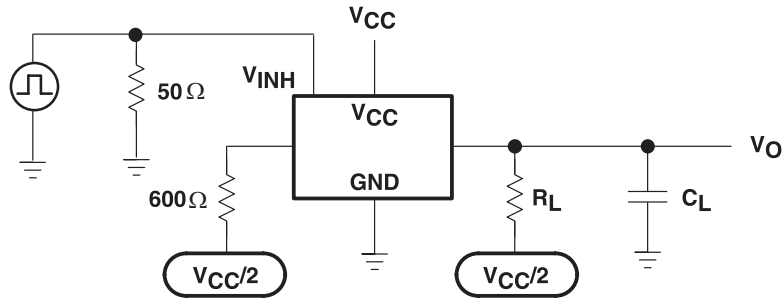 VCC
VINH
50 Ω
VCC
GND
VO
600Ω
RL
CL
VCC/2
VCC/2